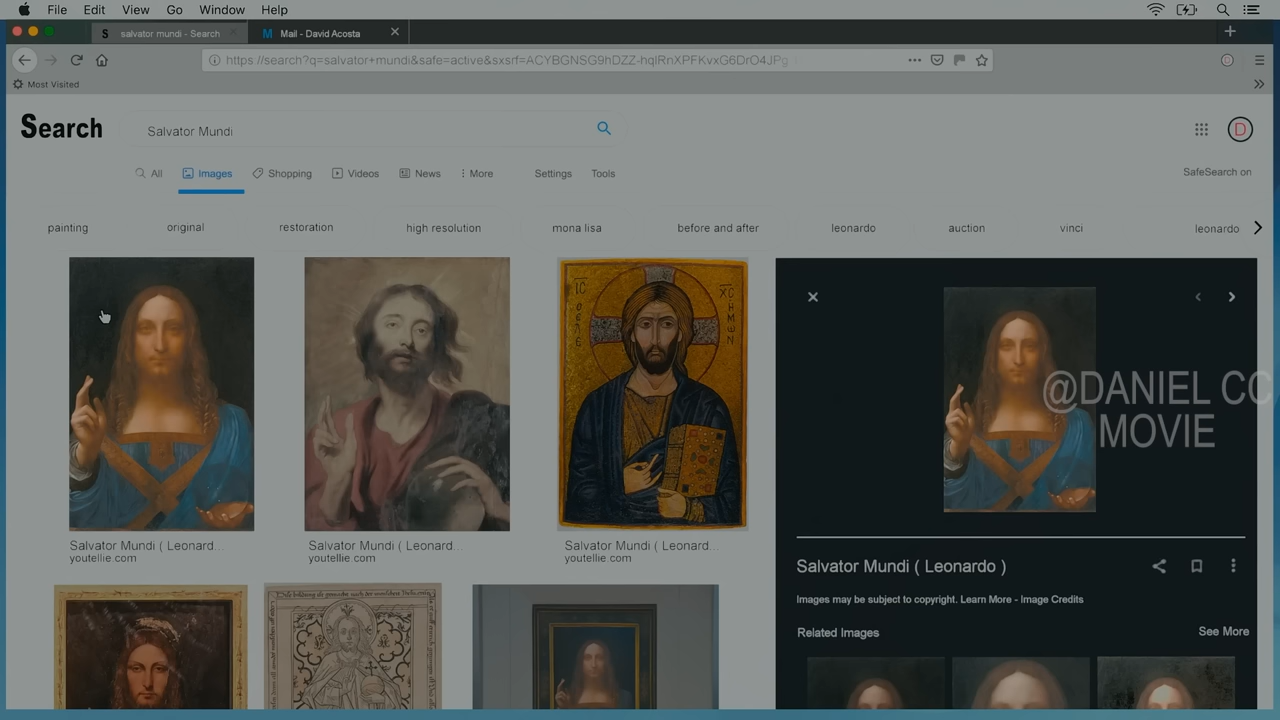 File Edit View Go Window Help
salvator mundi - Search
Mail - David Acosta
https://search?q=salvator+mundi&safe=active&sxsrf=ACYBGNSG9hDZZ-hqlRnXPFKvxG6DrO4JPg
Most Visited
Search
Salvator Mundi
D
All Images Shopping Videos News More Settings Tools
SafeSearch on
painting original restoration high resolution mona lisa before and after leonardo auction vinci leonardo
@DANIEL CC
MOVIE
Salvator Mundi ( Leonard...
youtellie.com
Salvator Mundi ( Leonard...
youtellie.com
Salvator Mundi ( Leonard...
youtellie.com
Salvator Mundi ( Leonardo )
Images may be subject to copyright. Learn More - Image Credits
Related Images
See More